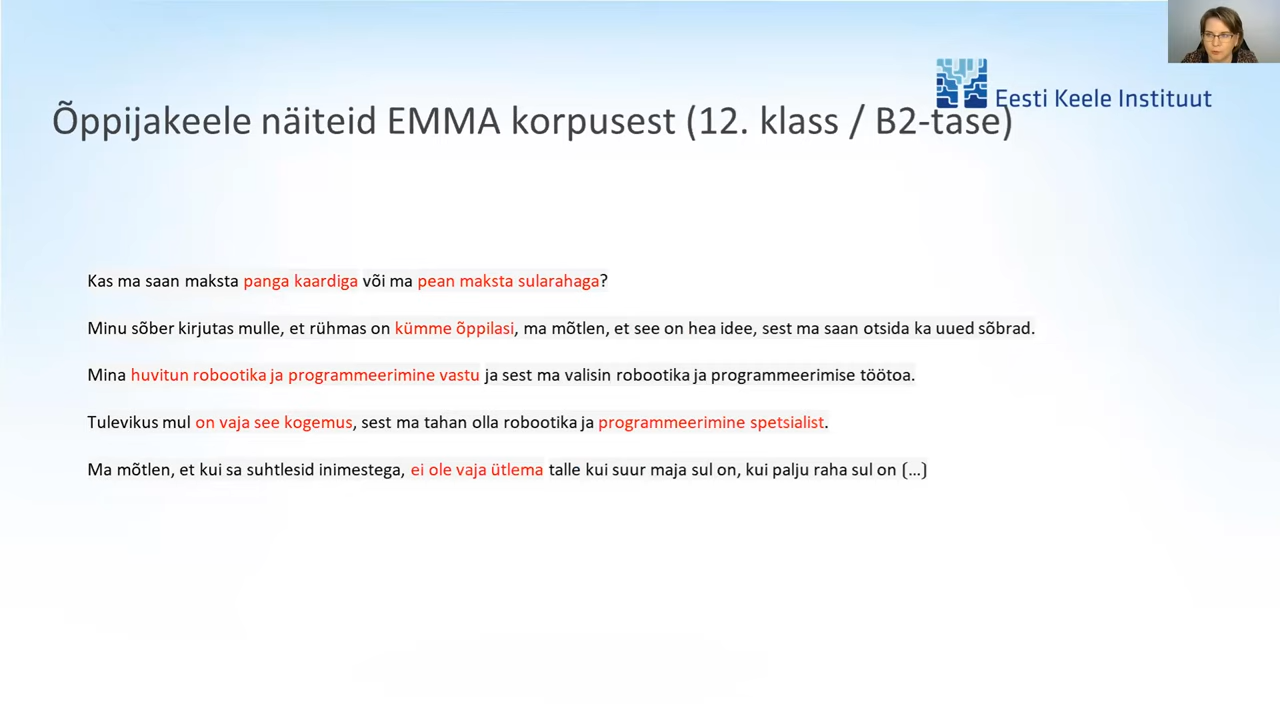 Eesti Keele Instituut
Õppijakeele näiteid EMMA korpusest (12. klass / B2-tase)
Kas ma saan maksta panga kaardiga või ma pean maksta sularahaga?
Minu sõber kirjutas mulle, et rühmas on kümme õppilasi, ma mõtlen, et see on hea idee, sest ma saan otsida ka uued sõbrad.
Mina huvitun robootika ja programmeerimine vastu ja sest ma valisin robootika ja programmeerimise töötoa.
Tulevikus mul on vaja see kogemus, sest ma tahan olla robootika ja programmeerimine spetsialist.
Ma mõtlen, et kui sa suhtlesid inimestega, ei ole vaja ütlema talle kui suur maja sul on, kui palju raha sul on (…)